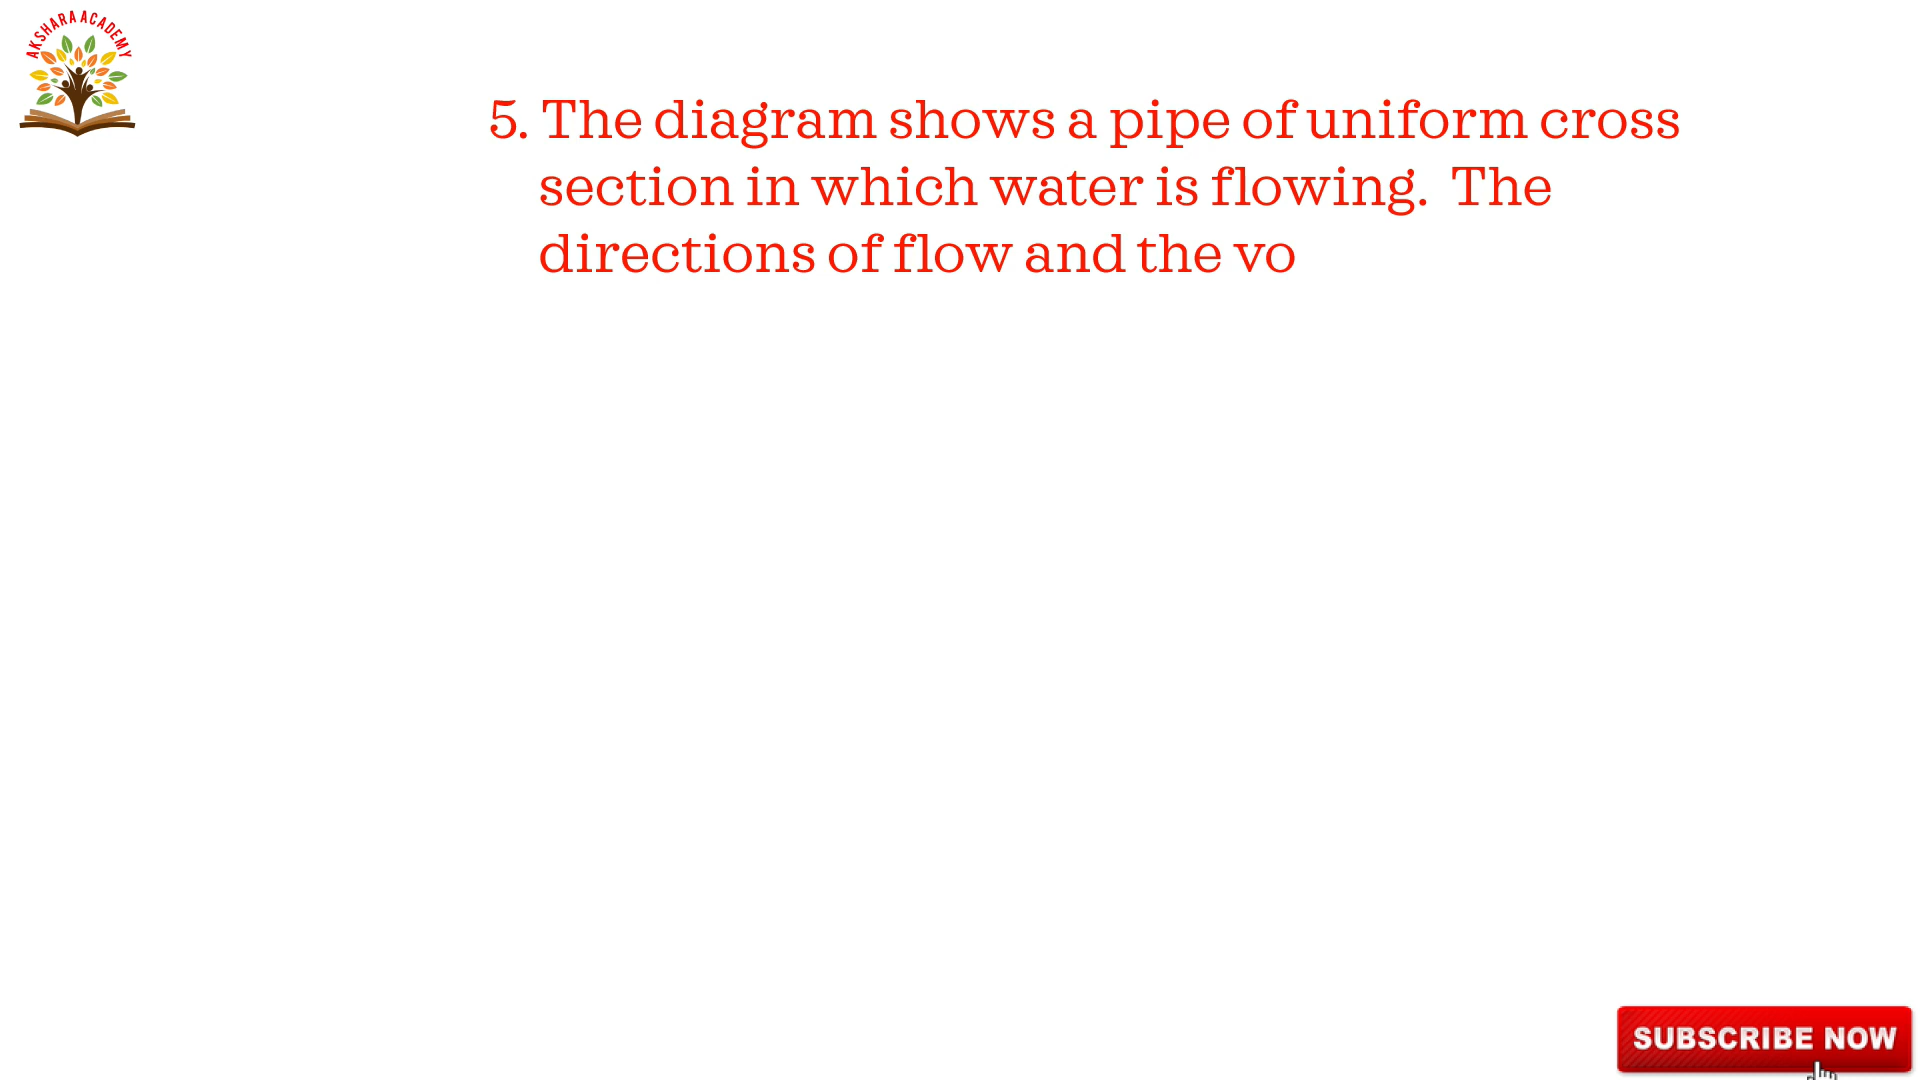 AKSHARA ACADEMY
5. The diagram shows a pipe of uniform cross
section in which water is flowing. The
directions of flow and the vo
SUBSCRIBE NOW